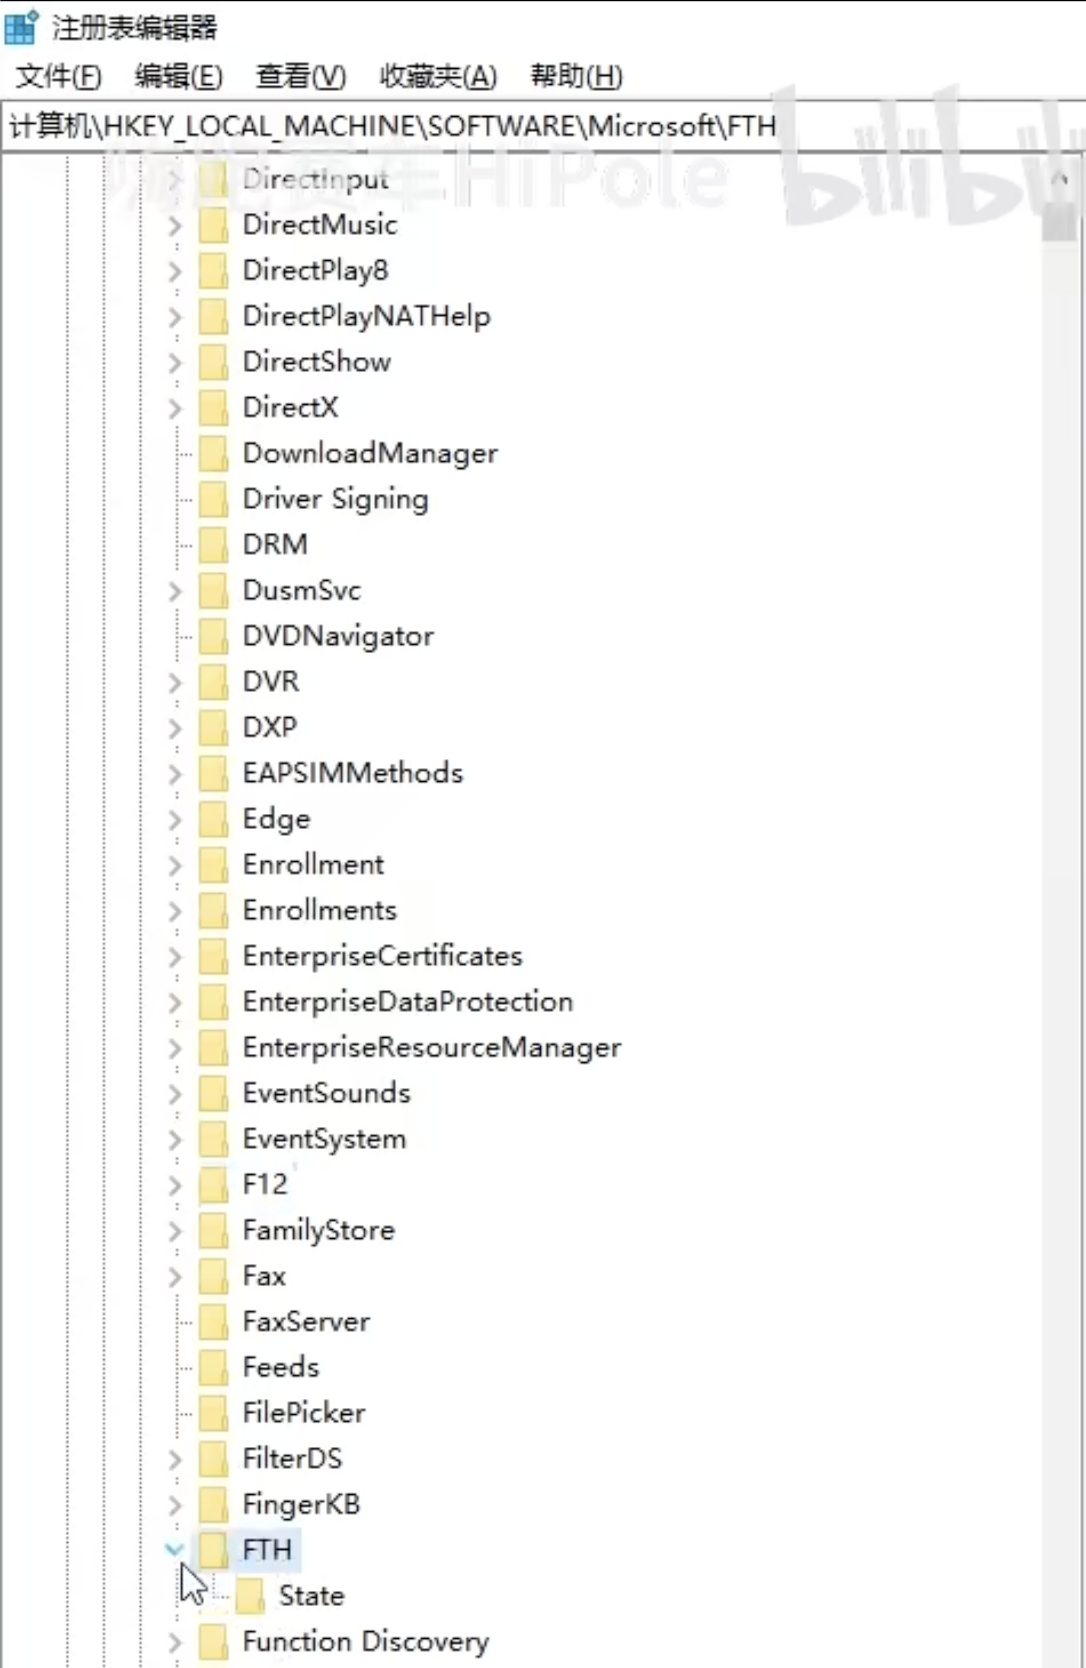 注册表编辑器
文件(F) 编辑(E) 查看(V) 收藏夹(A) 帮助(H)
计算机\HKEY_LOCAL_MACHINE\SOFTWARE\Microsoft\FTH
HiPole
DirectInput
DirectMusic
DirectPlay8
DirectPlayNATHelp
DirectShow
DirectX
DownloadManager
Driver Signing
DRM
DusmSvc
DVDNavigator
DVR
DXP
EAPSIMMethods
Edge
Enrollment
Enrollments
EnterpriseCertificates
EnterpriseDataProtection
EnterpriseResourceManager
EventSounds
EventSystem
F12
FamilyStore
Fax
FaxServer
Feeds
FilePicker
FilterDS
FingerKB
FTH
State
Function Discovery